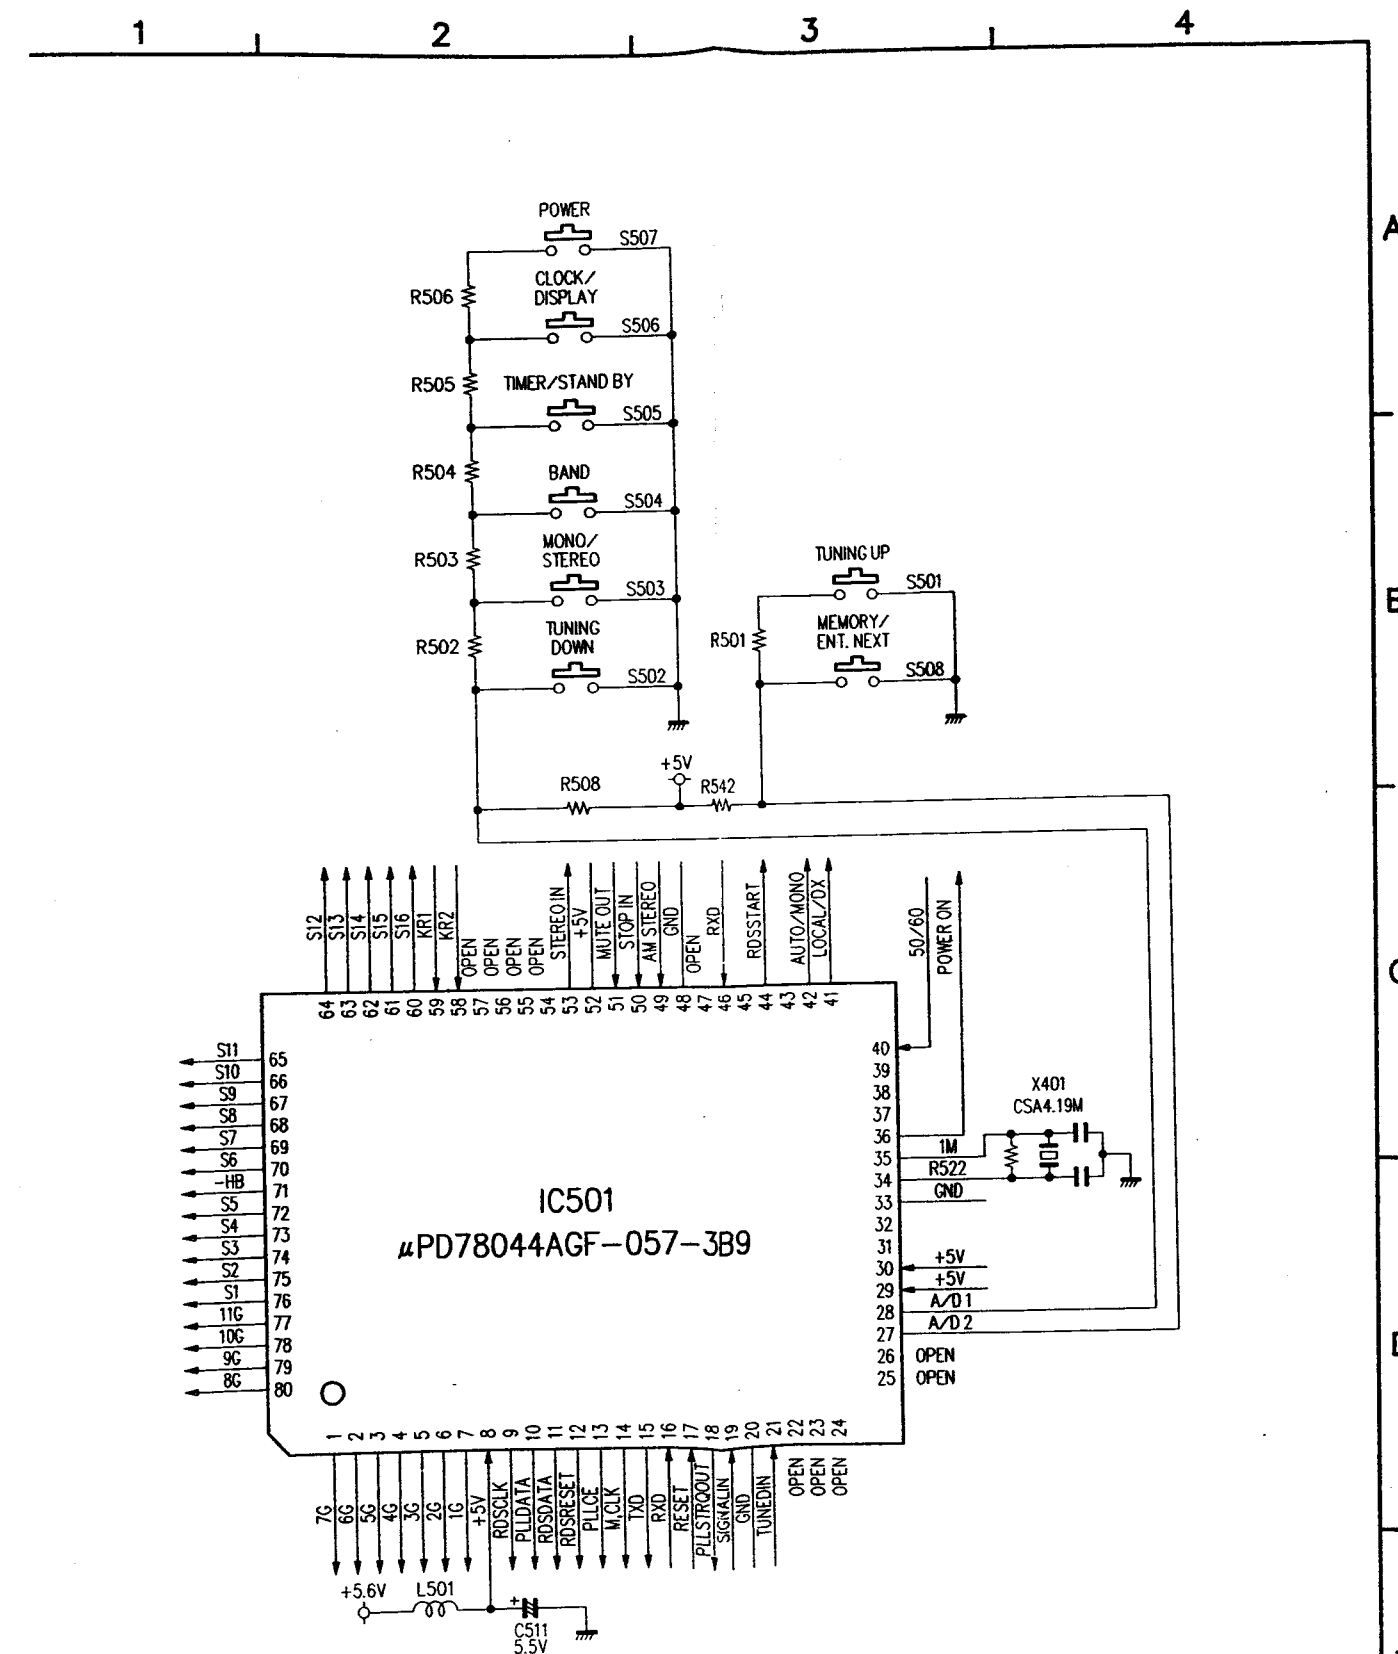 1 2 3 4
A
B
C
POWER
S507
CLOCK/
DISPLAY
R506
S506
R505
TIMER/STAND BY
S505
R504
BAND
S504
MONO/
STEREO
R503
S503
TUNING
DOWN
R502
S502
TUNING UP
S501
MEMORY/
ENT. NEXT
R501
S508
+5V
R508
R542
S12
S13
S14
S15
S16
KR1
KR2
OPEN
OPEN
OPEN
OPEN
STEREO IN
+5V
MUTE OUT
STOP IN
AM STEREO
GND
OPEN
RXD
RDSSTART
AUTO/MONO
LOCAL/DX
50/60
POWER ON
64 63 62 61 60 59 58 57 56 55 54 53 52 51 50 49 48 47 46 45 44 43 42 41
S11 65
S10 66
S9 67
S8 68
S7 69
S6 70
-HB 71
S5 72
S4 73
S3 74
S2 75
S1 76
11G 77
10G 78
9G 79
8G 80
IC501
μPD78044AGF-057-3B9
40
39
38
37
36
35 1M
34 R522
33 GND
32
31
30 +5V
29 +5V
28 A/D 1
27 A/D 2
26 OPEN
25 OPEN
X401
CSA4.19M
1 2 3 4 5 6 7 8 9 10 11 12 13 14 15 16 17 18 19 20 21 22 23 24
7G
6G
5G
4G
3G
2G
1G
+5V
RDSCLK
PLLDATA
RDSDATA
RDSRESET
PLLCE
M,CLK
TXD
RXD
RESET
PLLSTRQOUT
SIGNALIN
GND
TUNEDIN
OPEN
OPEN
OPEN
+5.6V
L501
+
C511
5.5V